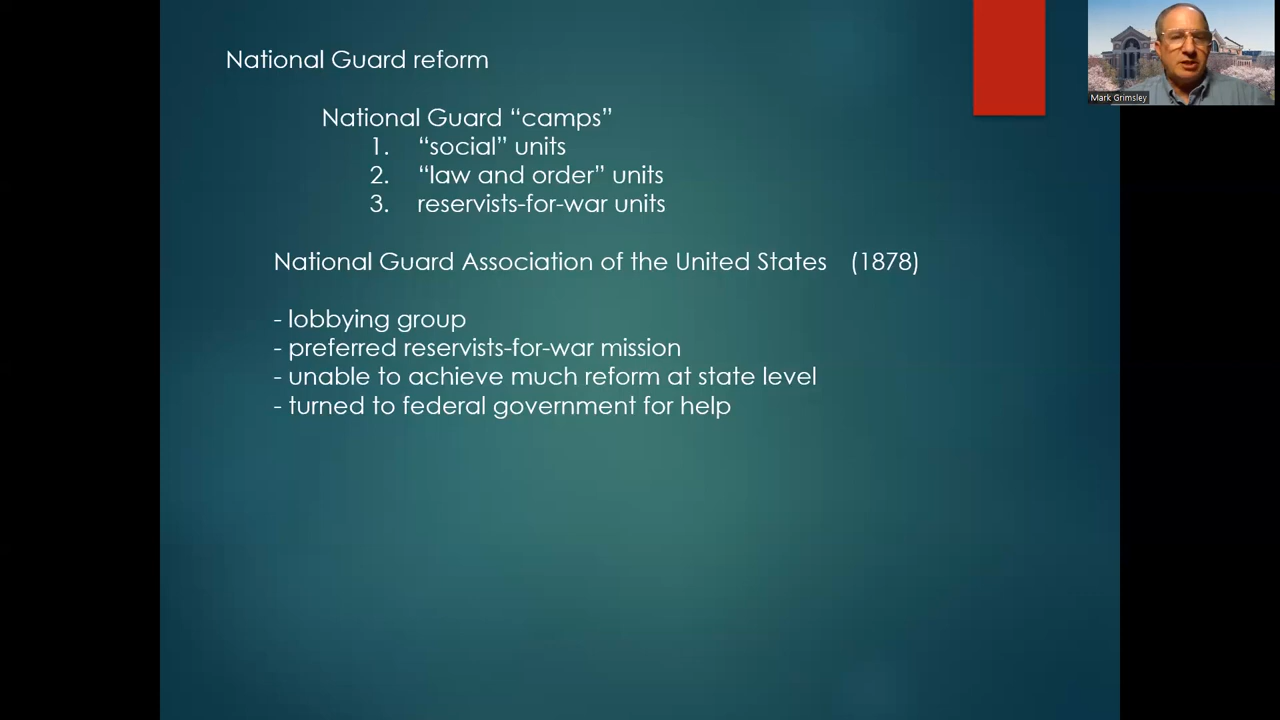 National Guard reform
National Guard “camps”
1. “social” units
2. “law and order” units
3. reservists-for-war units
National Guard Association of the United States (1878)
- lobbying group
- preferred reservists-for-war mission
- unable to achieve much reform at state level
- turned to federal government for help
Mark Grimsley